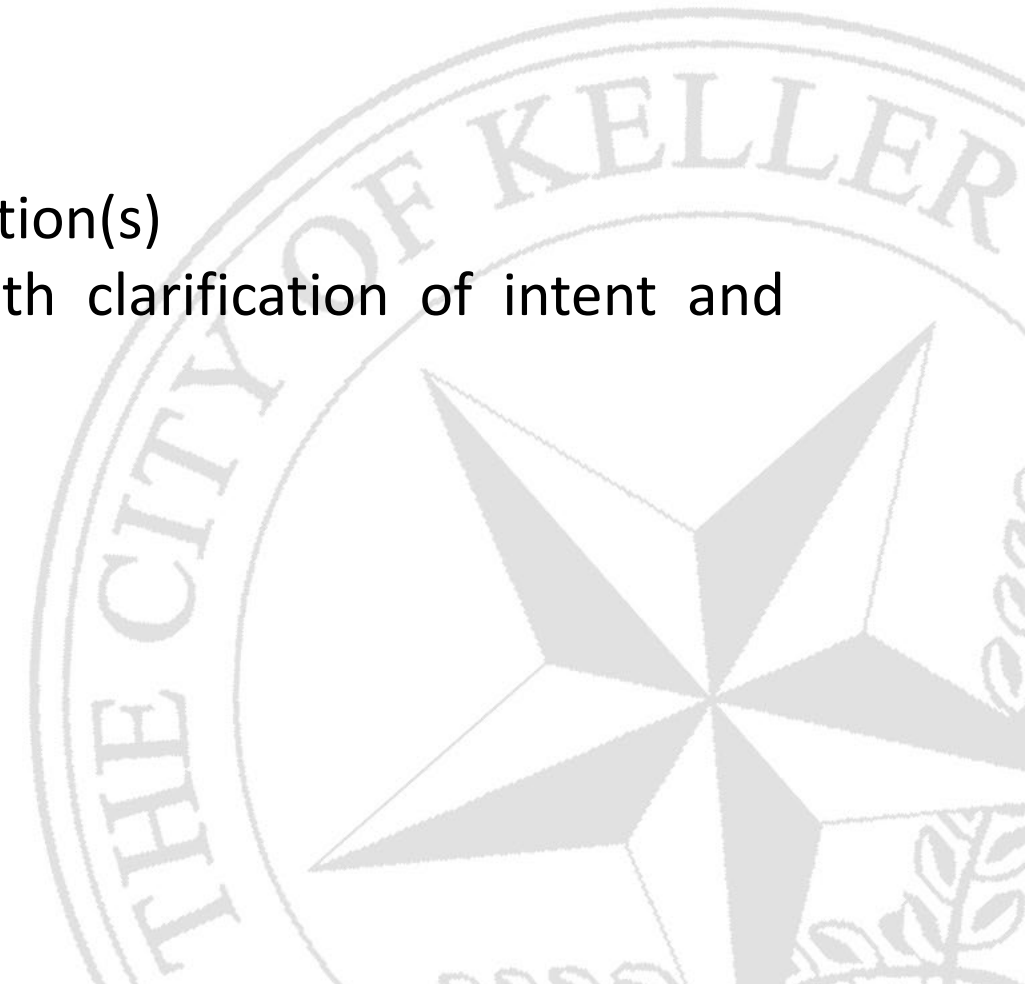 tion(s)
th clarification of intent and
THE CITY OF KELLER